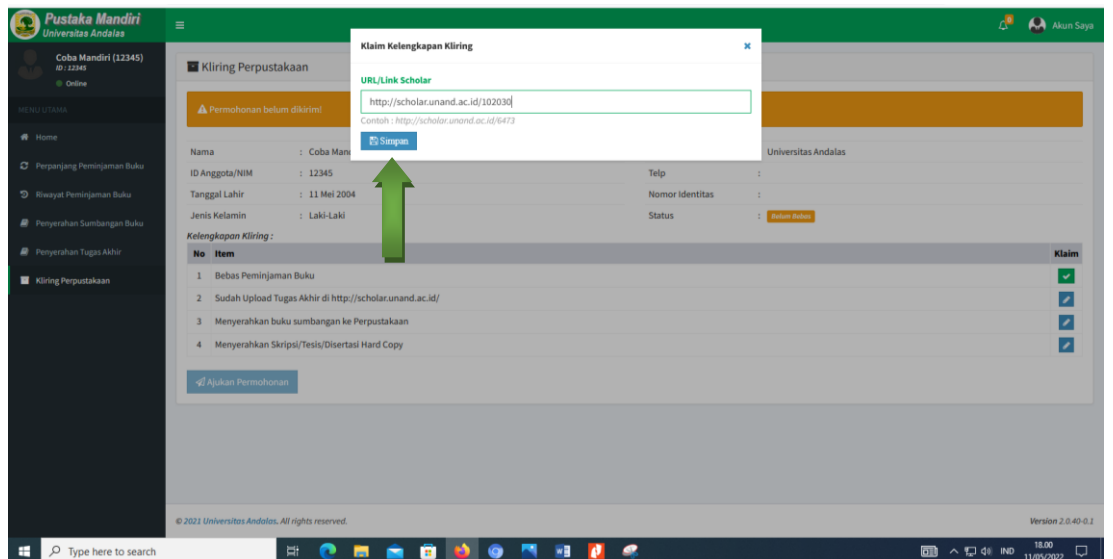 Pustaka Mandiri
Universitas Andalas
0
Akun Saya
Coba Mandiri (12345)
ID : 12345
Online
MENU UTAMA
Home
Perpanjang Peminjaman Buku
Riwayat Peminjaman Buku
Penyerahan Sumbangan Buku
Penyerahan Tugas Akhir
Kliring Perpustakaan
Klaim Kelengkapan Kliring
URL/Link Scholar
http://scholar.unand.ac.id/102030
Contoh : http://scholar.unand.ac.id/6473
Simpan
Kliring Perpustakaan
Permohonan belum dikirim!
Nama : Coba Mand
Universitas Andalas
ID Anggota/NIM : 12345
Telp :
Tanggal Lahir : 11 Mei 2004
Nomor Identitas :
Jenis Kelamin : Laki-Laki
Status : Belum Bebas
Kelengkapan Kliring :
No Item Klaim
1 Bebas Peminjaman Buku
2 Sudah Upload Tugas Akhir di http://scholar.unand.ac.id/
3 Menyerahkan buku sumbangan ke Perpustakaan
4 Menyerahkan Skripsi/Tesis/Disertasi Hard Copy
Ajukan Permohonan
© 2021 Universitas Andalas. All rights reserved.
Version 2.0.40-0.1
Type here to search
IND
18.00
11/05/2022